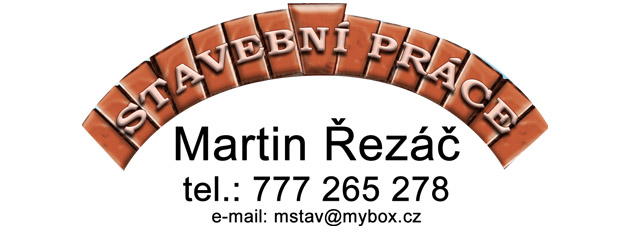 STAVEBNÍ PRÁCE
Martin Řezáč
tel.: 777 265 278
e-mail: mstav@mybox.cz